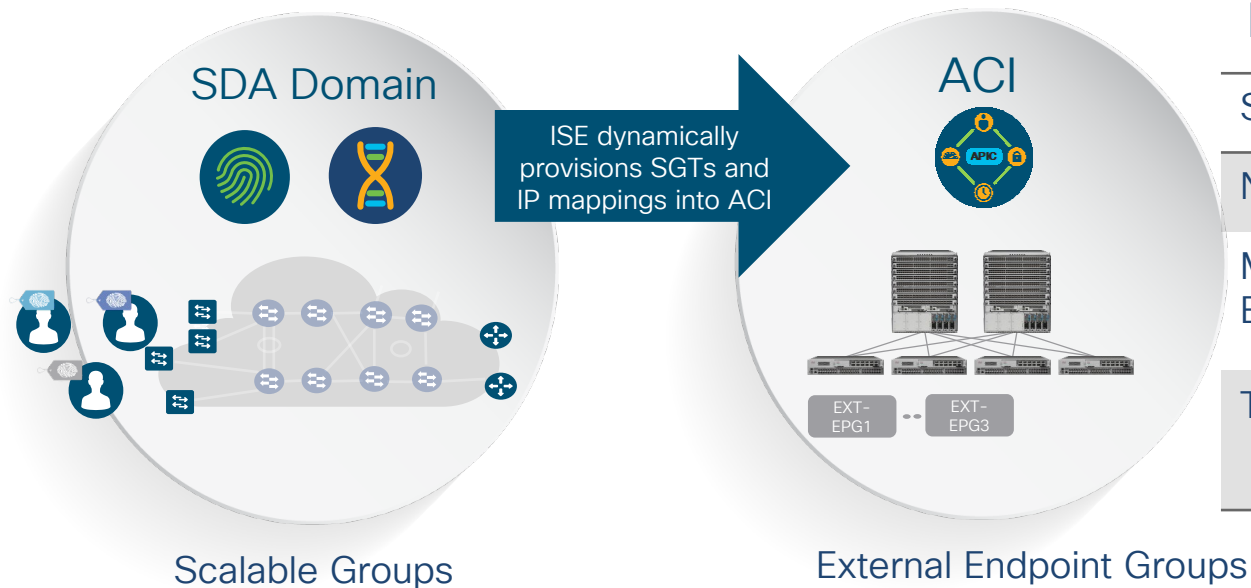 SDA Domain
ISE dynamically
provisions SGTs and
IP mappings into ACI
ACI
APIC
EXT-
EPG1
EXT-
EPG3
Scalable Groups
External Endpoint Groups